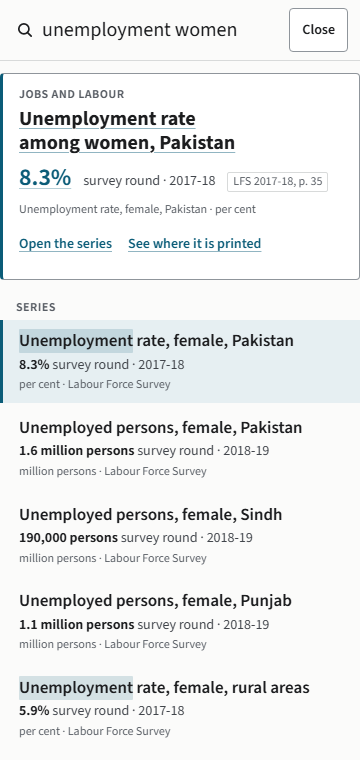 unemployment women
Close
JOBS AND LABOUR
Unemployment rate
among women, Pakistan
8.3% survey round · 2017-18 LFS 2017-18, p. 35
Unemployment rate, female, Pakistan · per cent
Open the series See where it is printed
SERIES
Unemployment rate, female, Pakistan
8.3% survey round · 2017-18
per cent · Labour Force Survey
Unemployed persons, female, Pakistan
1.6 million persons survey round · 2018-19
million persons · Labour Force Survey
Unemployed persons, female, Sindh
190,000 persons survey round · 2018-19
million persons · Labour Force Survey
Unemployed persons, female, Punjab
1.1 million persons survey round · 2018-19
million persons · Labour Force Survey
Unemployment rate, female, rural areas
5.9% survey round · 2017-18
per cent · Labour Force Survey